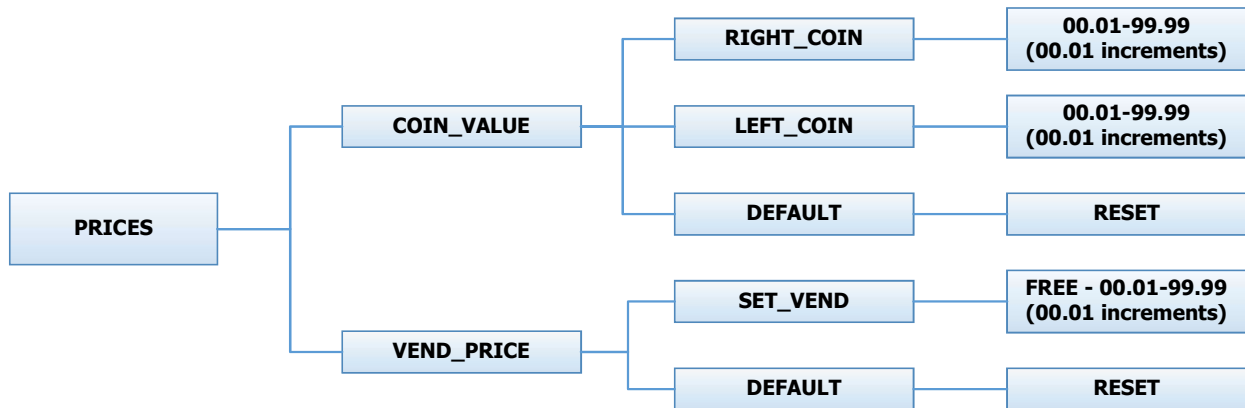 PRICES
COIN_VALUE
RIGHT_COIN
00.01-99.99
(00.01 increments)
LEFT_COIN
00.01-99.99
(00.01 increments)
DEFAULT
RESET
VEND_PRICE
SET_VEND
FREE - 00.01-99.99
(00.01 increments)
DEFAULT
RESET